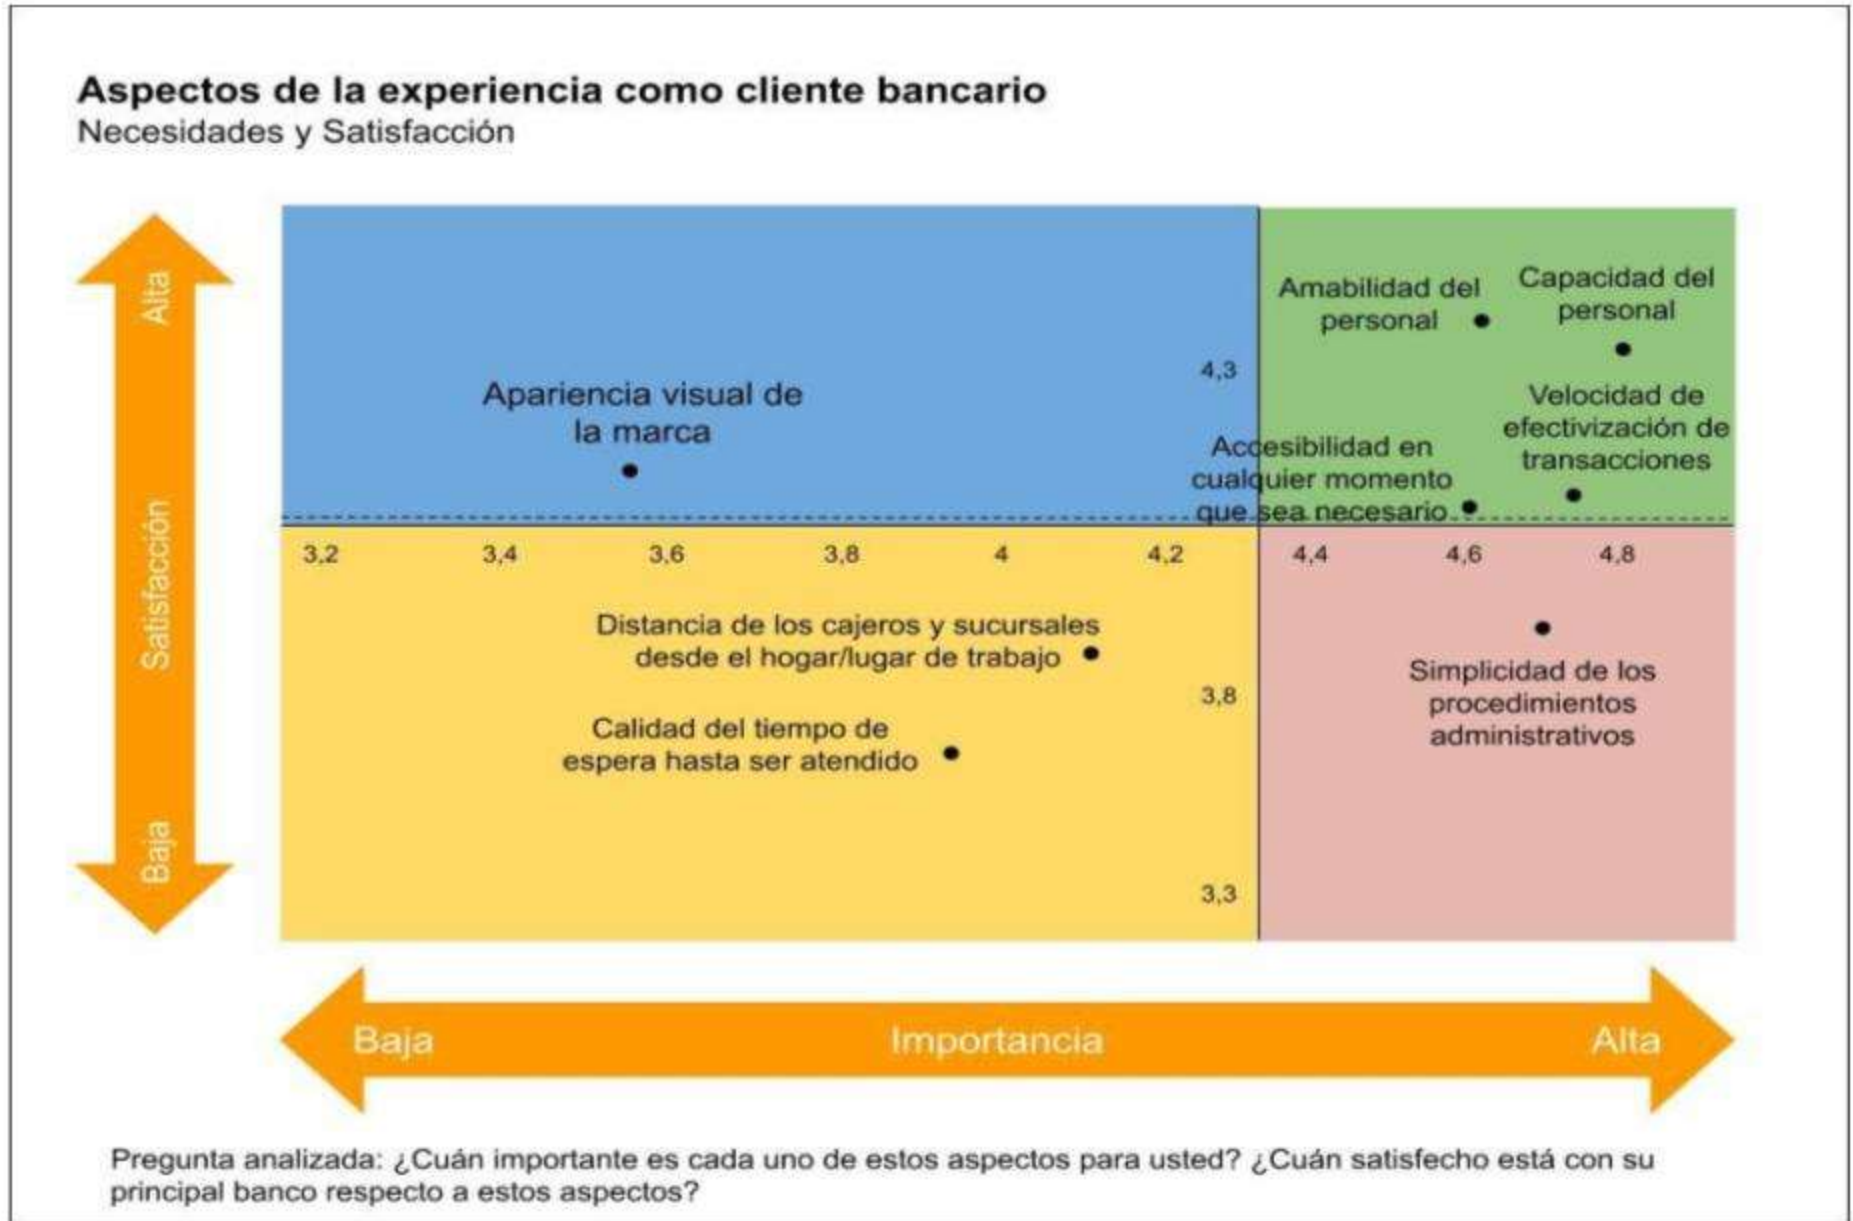 Aspectos de la experiencia como cliente bancario
Necesidades y Satisfacción
Alta
Satisfacción
Baja
Amabilidad del
personal
Capacidad del
personal
4,3
Apariencia visual de
la marca
Velocidad de
efectivización de
transacciones
Accesibilidad en
cualquier momento
que sea necesario
3,2 3,4 3,6 3,8 4 4,2 4,4 4,6 4,8
Distancia de los cajeros y sucursales
desde el hogar/lugar de trabajo
3,8
Simplicidad de los
procedimientos
administrativos
Calidad del tiempo de
espera hasta ser atendido
3,3
Baja Importancia Alta
Pregunta analizada: ¿Cuán importante es cada uno de estos aspectos para usted? ¿Cuán satisfecho está con su
principal banco respecto a estos aspectos?